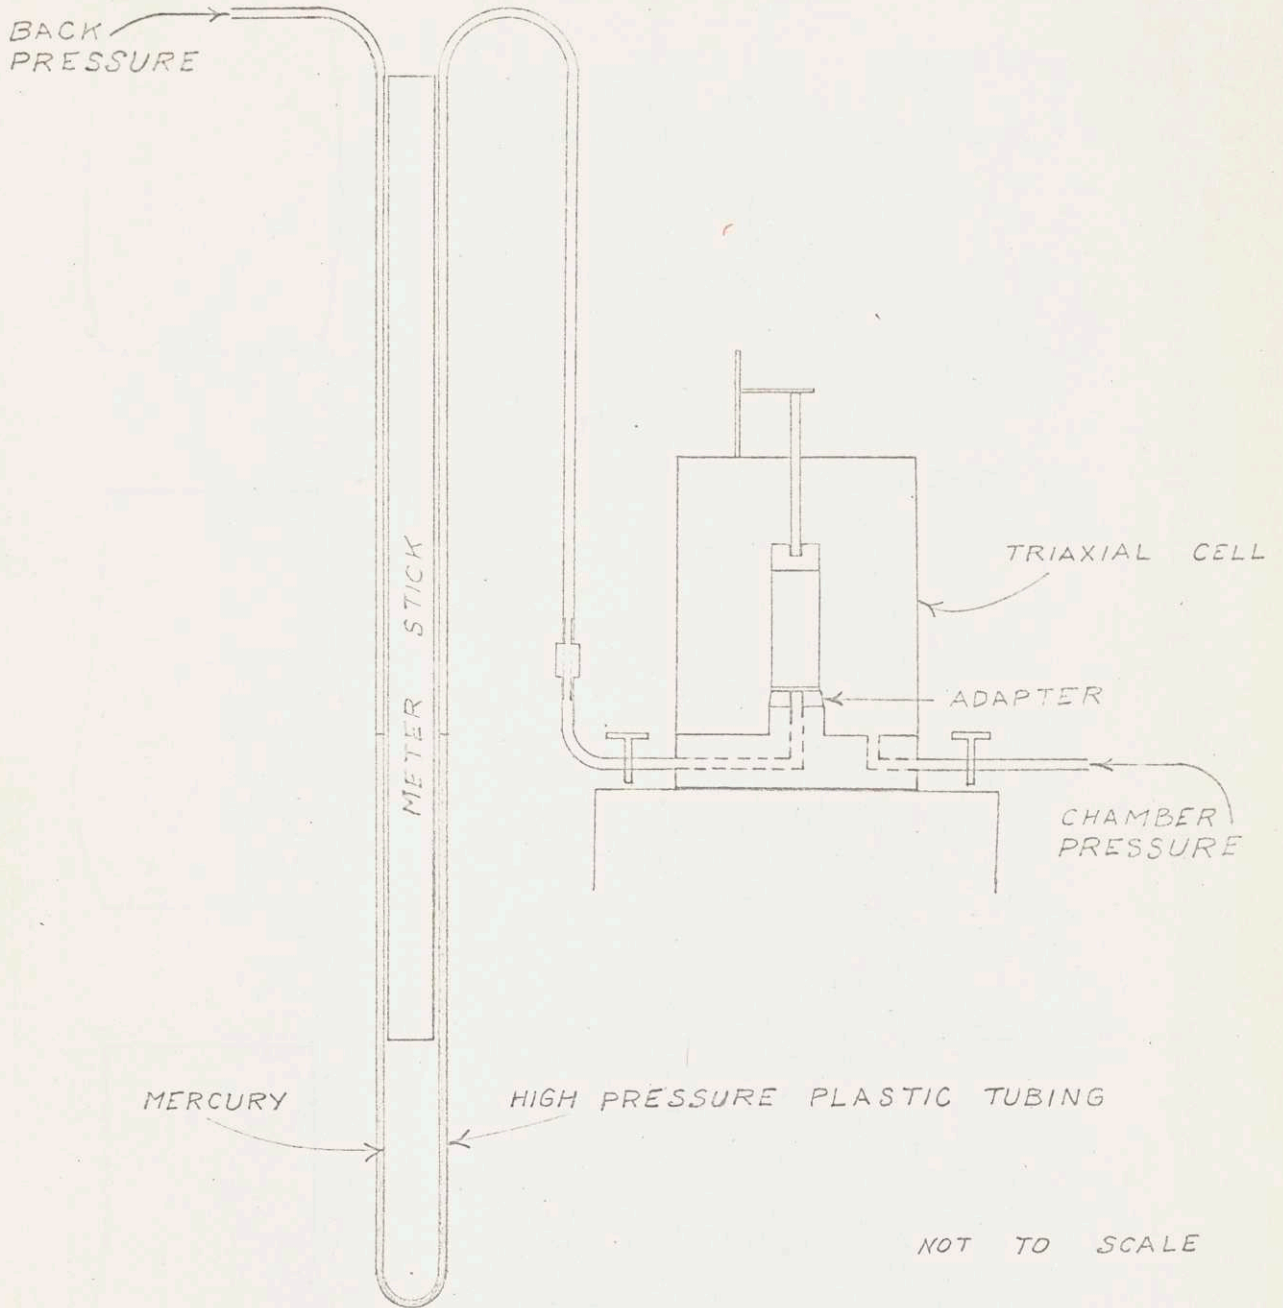 BACK
PRESSURE
METER STICK
TRIAXIAL CELL
ADAPTER
CHAMBER
PRESSURE
MERCURY
HIGH PRESSURE PLASTIC TUBING
NOT TO SCALE